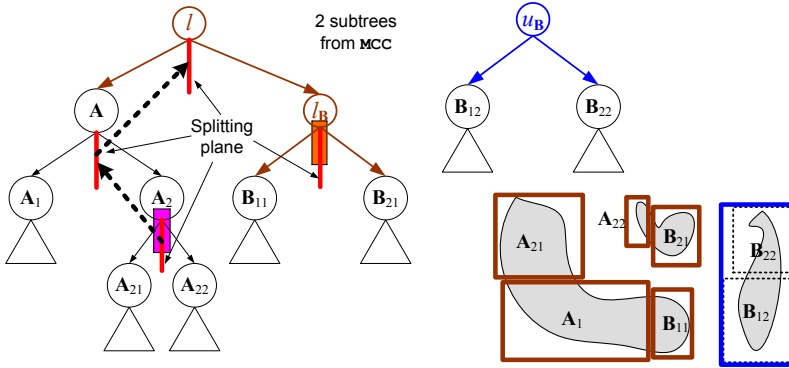 l
2 subtrees
from MCC
u_B
A
Splitting
plane
l_B
B₁₂
B₂₂
A₁
A₂
B₁₁
B₂₁
A₂₁
A₂₂
A₂₁
A₂₂
B₂₁
B₂₂
A₁
B₁₁
B₁₂